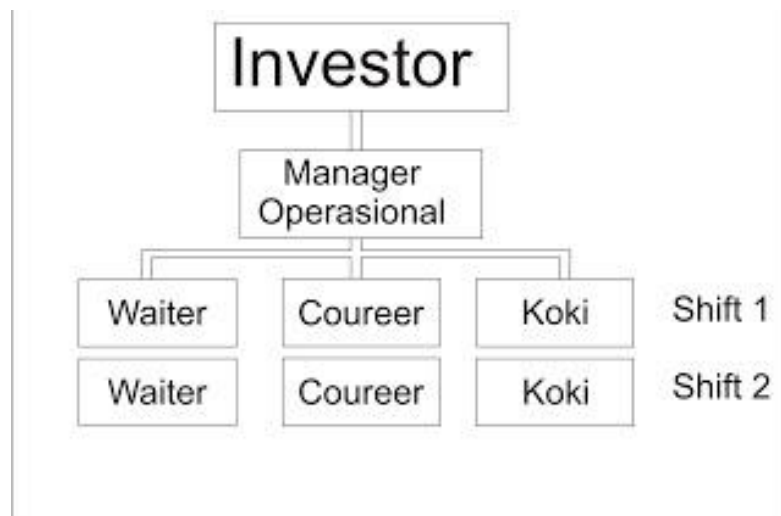 Investor
Manager
Operasional
Waiter Coureer Koki Shift 1
Waiter Coureer Koki Shift 2